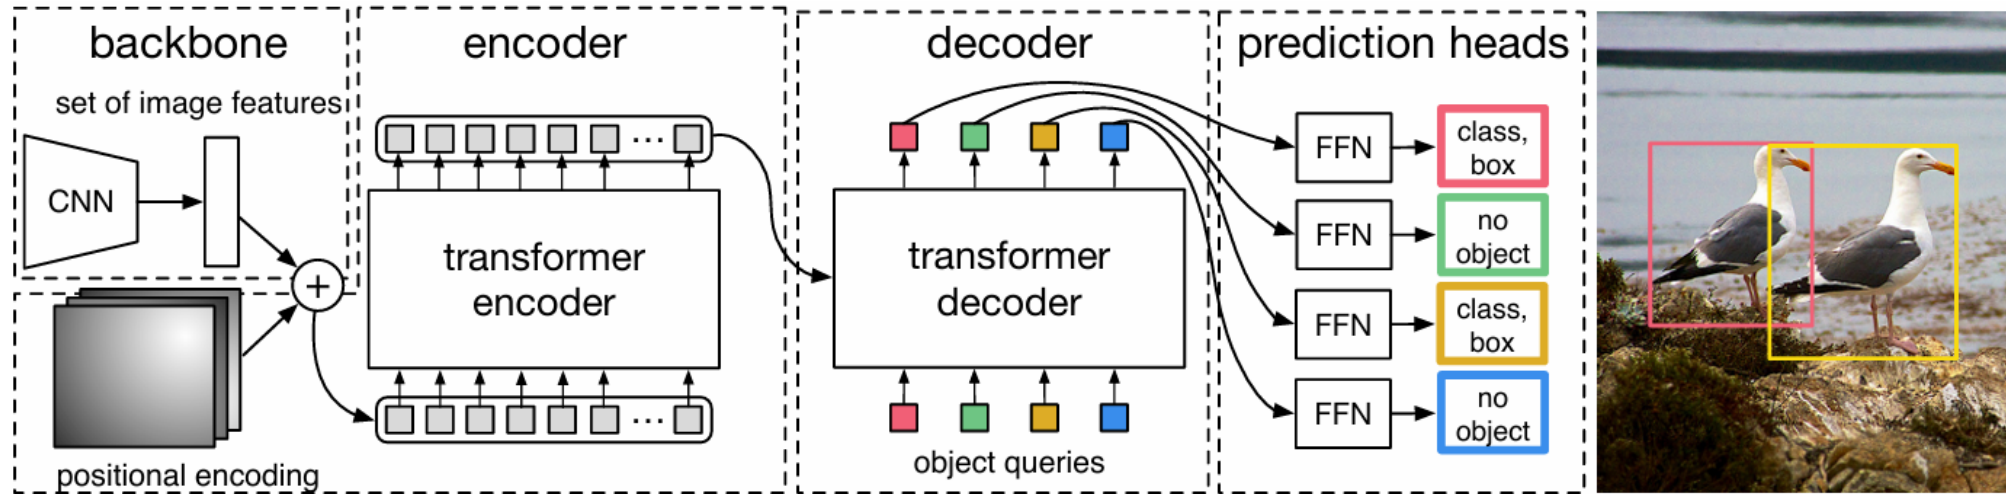 backbone
set of image features
CNN
+
positional encoding
encoder
...
transformer
encoder
...
decoder
transformer
decoder
object queries
prediction heads
FFN
class,
box
FFN
no
object
FFN
class,
box
FFN
no
object